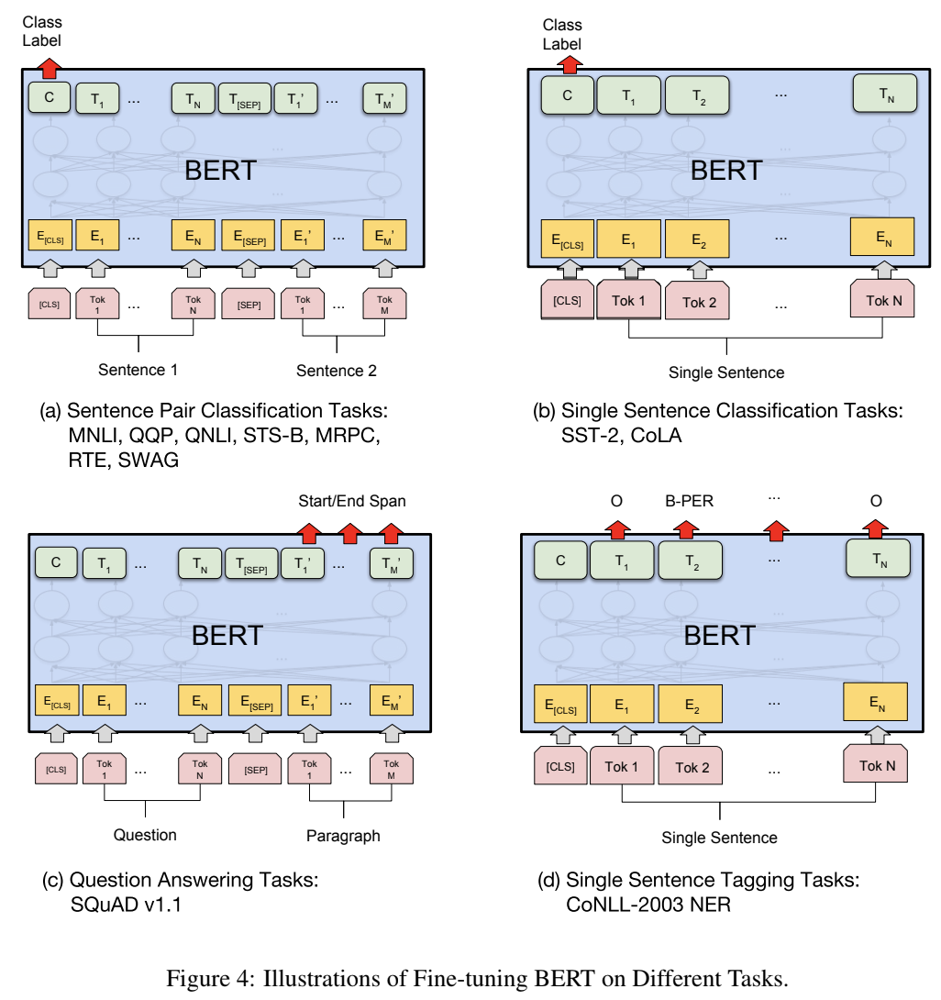 Class
Label
C T1 ... TN T[SEP] T1' ... TM'
...
BERT
...
E[CLS] E1 ... EN E[SEP] E1' ... EM'
[CLS] Tok 1 ... Tok N [SEP] Tok 1 ... Tok M
Sentence 1 Sentence 2
(a) Sentence Pair Classification Tasks:
MNLI, QQP, QNLI, STS-B, MRPC,
RTE, SWAG
Class
Label
C T1 T2 ... TN
...
BERT
...
E[CLS] E1 E2 ... EN
[CLS] Tok 1 Tok 2 ... Tok N
Single Sentence
(b) Single Sentence Classification Tasks:
SST-2, CoLA
Start/End Span
C T1 ... TN T[SEP] T1' ... TM'
...
BERT
...
E[CLS] E1 ... EN E[SEP] E1' ... EM'
[CLS] Tok 1 ... Tok N [SEP] Tok 1 ... Tok M
Question Paragraph
(c) Question Answering Tasks:
SQuAD v1.1
O B-PER ... O
C T1 T2 ... TN
...
BERT
...
E[CLS] E1 E2 ... EN
[CLS] Tok 1 Tok 2 ... Tok N
Single Sentence
(d) Single Sentence Tagging Tasks:
CoNLL-2003 NER
Figure 4: Illustrations of Fine-tuning BERT on Different Tasks.